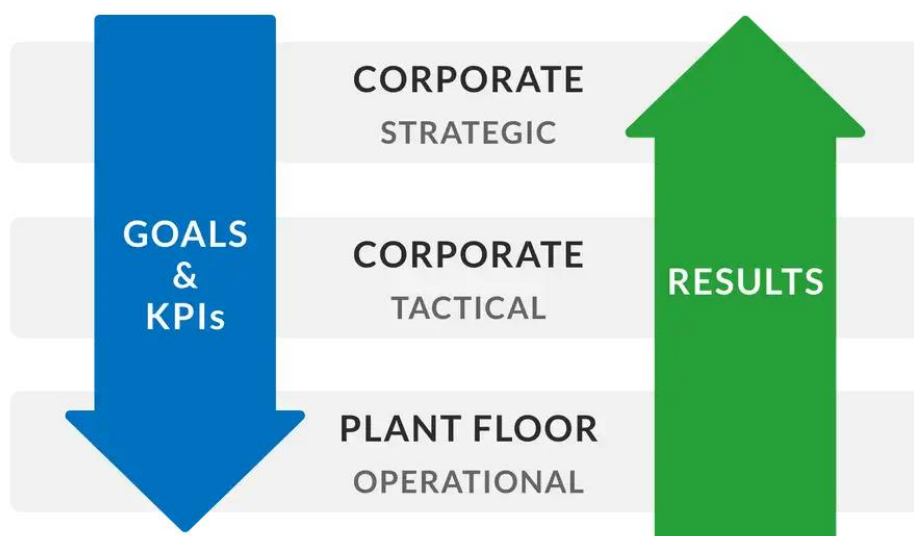 CORPORATE
STRATEGIC
GOALS
&
KPIs
CORPORATE
TACTICAL
RESULTS
PLANT FLOOR
OPERATIONAL